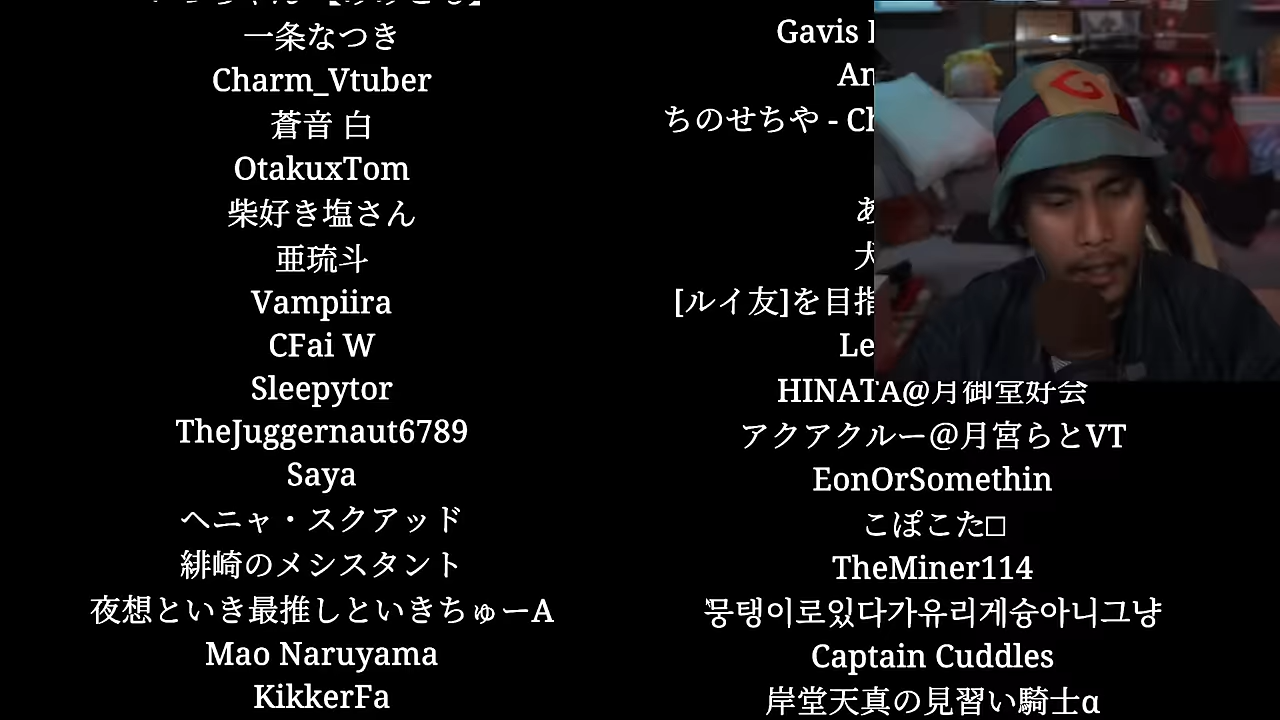 一条なつき
Charm_Vtuber
蒼音 白
OtakuxTom
柴好き塩さん
亜琉斗
Vampiira
CFai W
Sleepytor
TheJuggernaut6789
Saya
ヘニャ・スクアッド
緋崎のメシスタント
夜想といき最推しといきちゅーA
Mao Naruyama
KikkerFa
Gavis
ちのせちや -
[ルイ友]を目指
HINATA@月御堂好会
アクアクルー@月宮らとVT
EonOrSomethin
こぽこた□
TheMiner114
뭉탱이로있다가유리게슝아니그냥
Captain Cuddles
岸堂天真の見習い騎士α